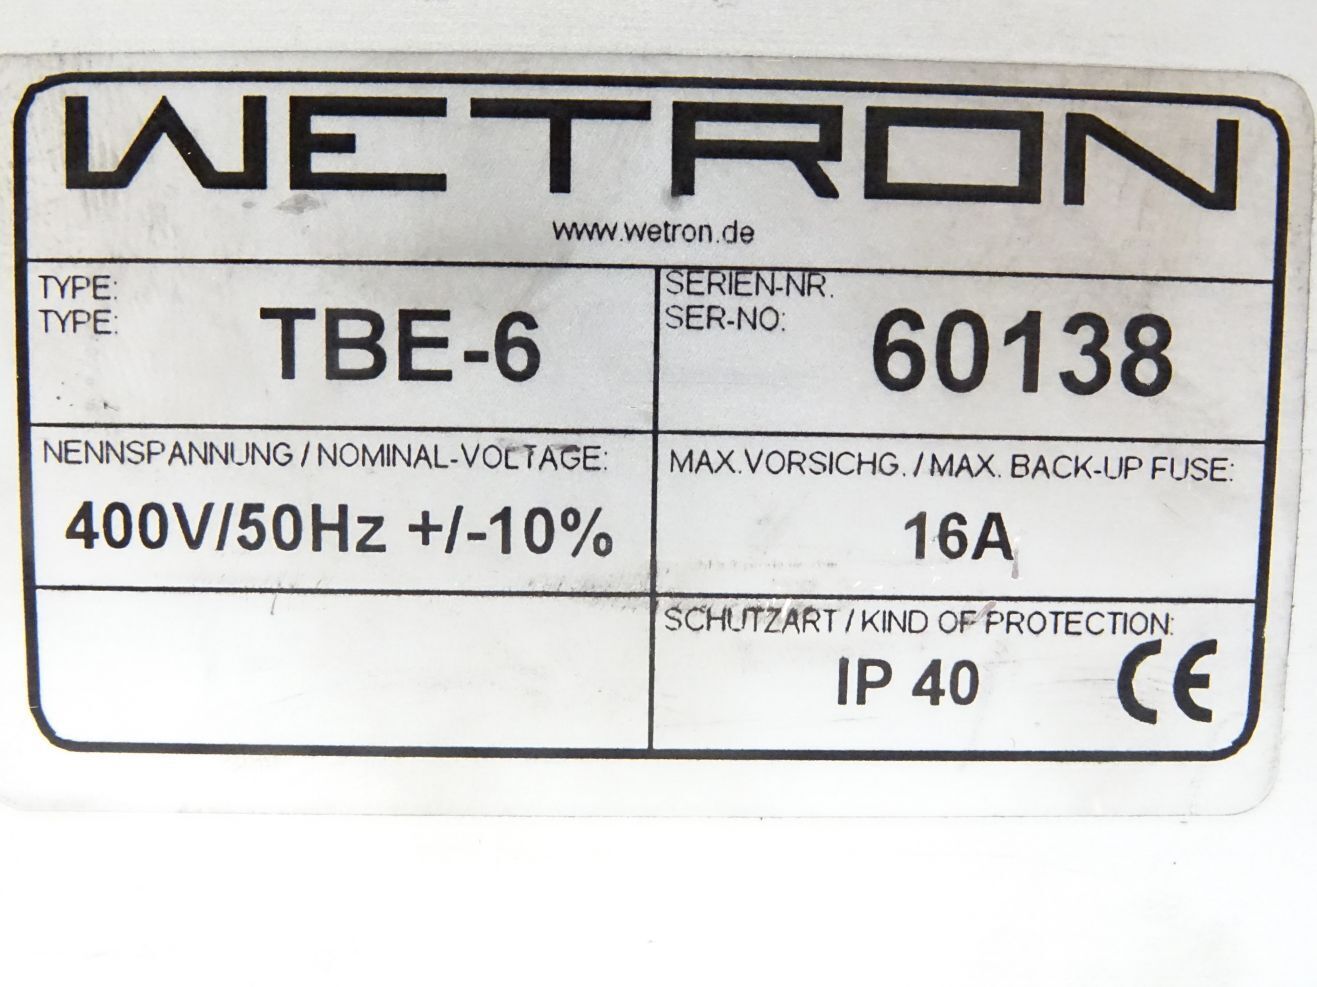 WETRON
www.wetron.de
TYPE:
TYPE:
TBE-6
SERIEN-NR.
SER-NO:
60138
NENNSPANNUNG / NOMINAL-VOLTAGE:
400V/50Hz +/-10%
MAX.VORSICHG. / MAX. BACK-UP FUSE:
16A
SCHUTZART / KIND OF PROTECTION:
IP 40
CE